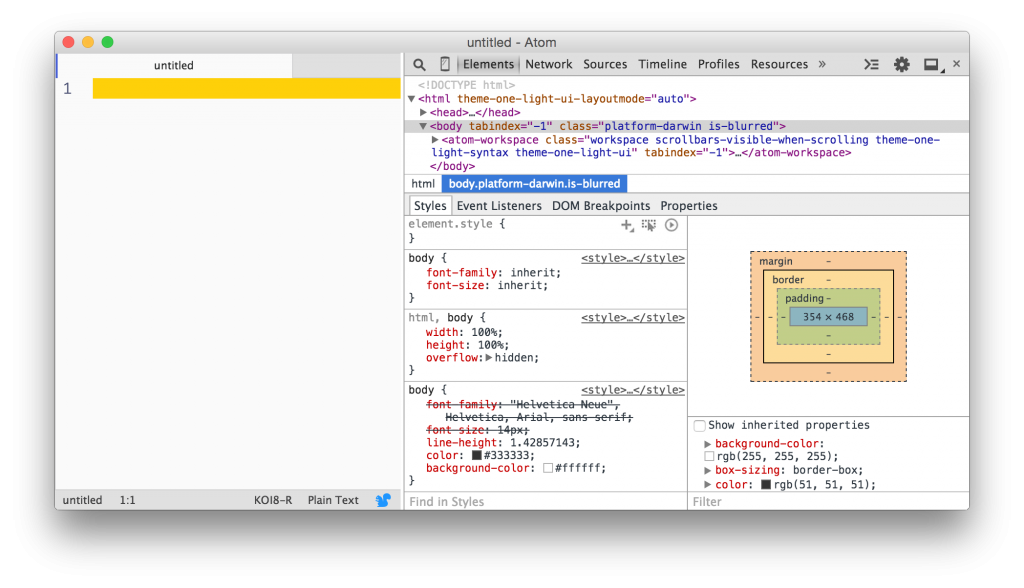 untitled - Atom
untitled
1
untitled 1:1 KOI8-R Plain Text
Elements Network Sources Timeline Profiles Resources »
<!DOCTYPE html>
<html theme-one-light-ui-layoutmode="auto">
<head>…</head>
<body tabindex="-1" class="platform-darwin is-blurred">
<atom-workspace class="workspace scrollbars-visible-when-scrolling theme-one-
light-syntax theme-one-light-ui" tabindex="-1">…</atom-workspace>
</body>
html body.platform-darwin.is-blurred
Styles Event Listeners DOM Breakpoints Properties
element.style {
}
body { <style>…</style>
font-family: inherit;
font-size: inherit;
}
html, body { <style>…</style>
width: 100%;
height: 100%;
overflow: hidden;
}
body { <style>…</style>
font-family: "Helvetica Neue",
Helvetica, Arial, sans-serif;
font-size: 14px;
line-height: 1.42857143;
color: #333333;
background-color: #ffffff;
}
Find in Styles
margin -
border -
padding -
- - - 354 × 468 - - -
-
-
-
Show inherited properties
background-color:
rgb(255, 255, 255);
box-sizing: border-box;
color: rgb(51, 51, 51);
Filter